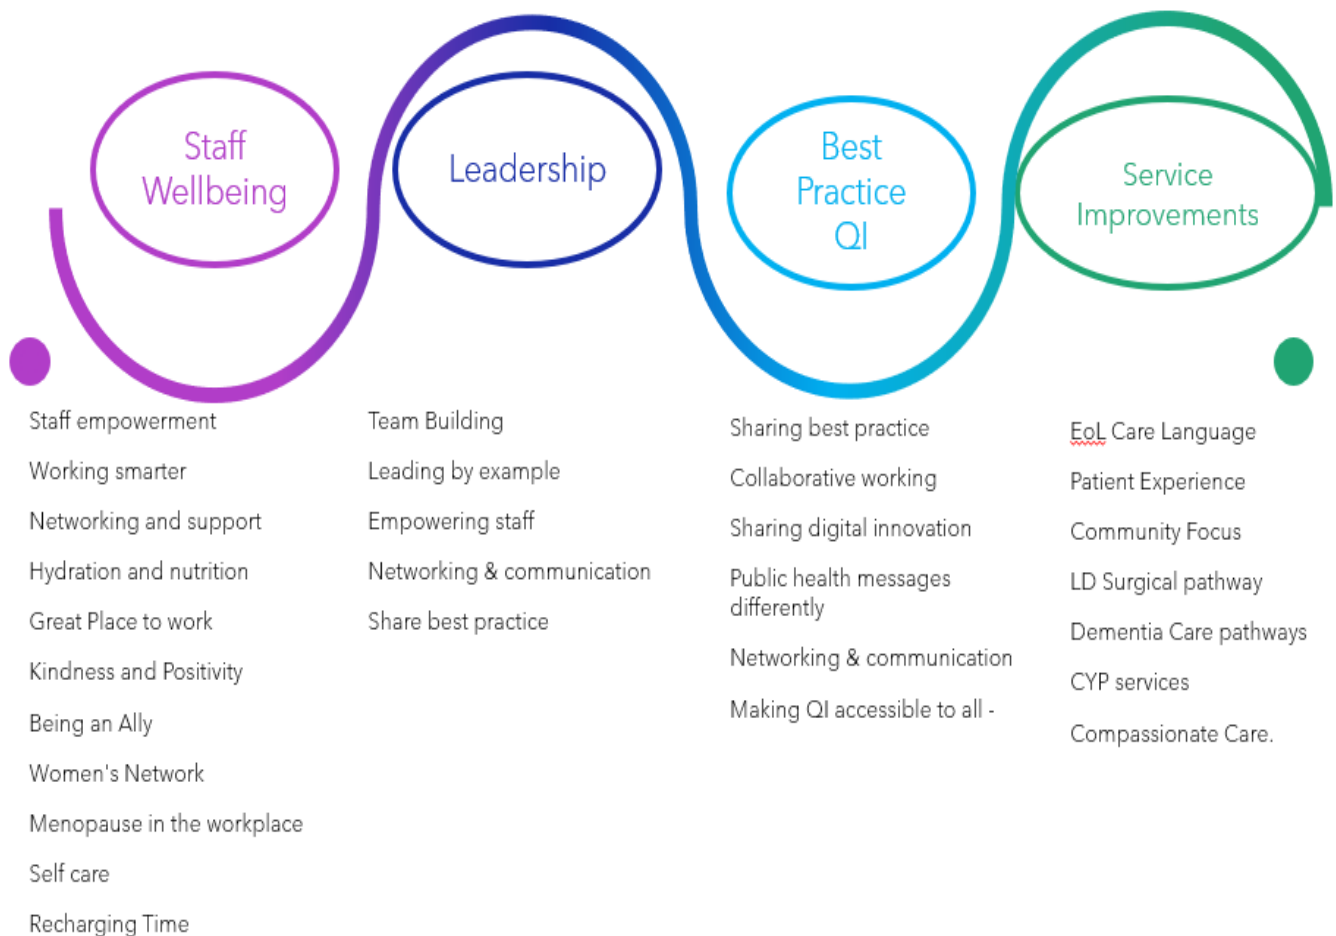 Staff
Wellbeing
Leadership
Best
Practice
QI
Service
Improvements
Staff empowerment
Working smarter
Networking and support
Hydration and nutrition
Great Place to work
Kindness and Positivity
Being an Ally
Women's Network
Menopause in the workplace
Self care
Recharging Time
Team Building
Leading by example
Empowering staff
Networking & communication
Share best practice
Sharing best practice
Collaborative working
Sharing digital innovation
Public health messages
differently
Networking & communication
Making QI accessible to all -
EoL Care Language
Patient Experience
Community Focus
LD Surgical pathway
Dementia Care pathways
CYP services
Compassionate Care.